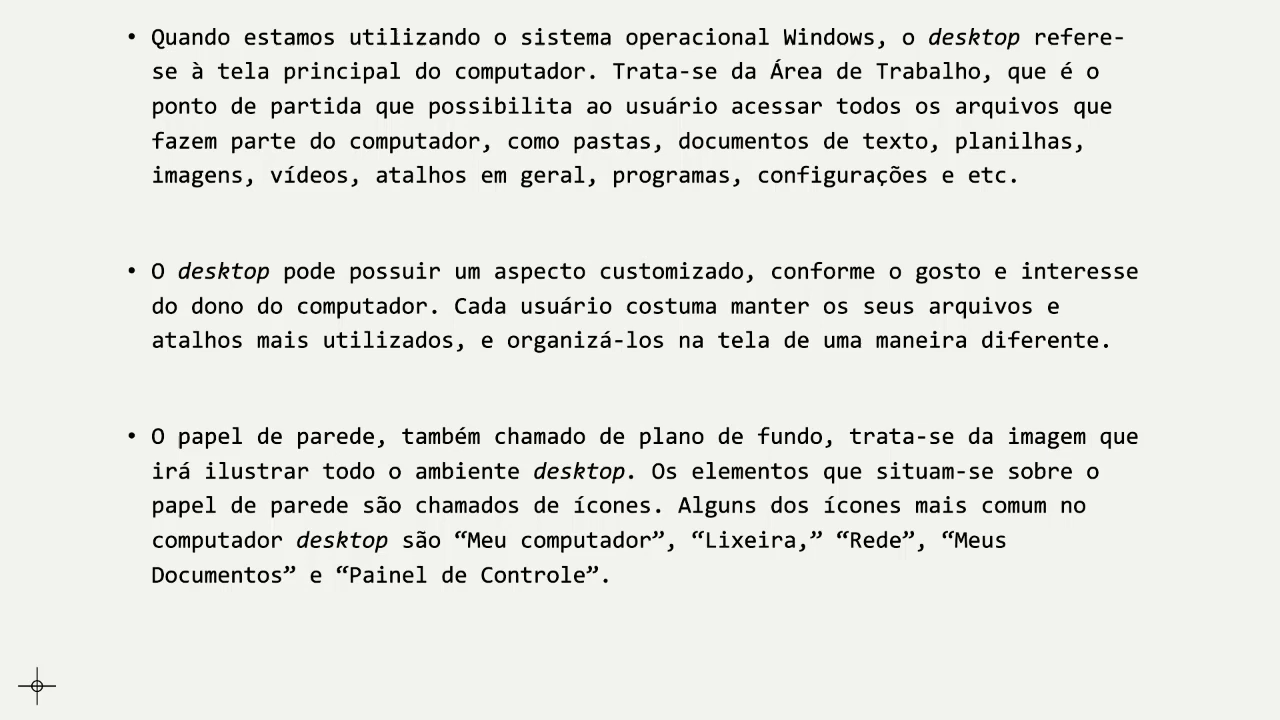 • Quando estamos utilizando o sistema operacional Windows, o desktop refere-
se à tela principal do computador. Trata-se da Área de Trabalho, que é o
ponto de partida que possibilita ao usuário acessar todos os arquivos que
fazem parte do computador, como pastas, documentos de texto, planilhas,
imagens, vídeos, atalhos em geral, programas, configurações e etc.
• O desktop pode possuir um aspecto customizado, conforme o gosto e interesse
do dono do computador. Cada usuário costuma manter os seus arquivos e
atalhos mais utilizados, e organizá-los na tela de uma maneira diferente.
• O papel de parede, também chamado de plano de fundo, trata-se da imagem que
irá ilustrar todo o ambiente desktop. Os elementos que situam-se sobre o
papel de parede são chamados de ícones. Alguns dos ícones mais comum no
computador desktop são “Meu computador”, “Lixeira,” “Rede”, “Meus
Documentos” e “Painel de Controle”.